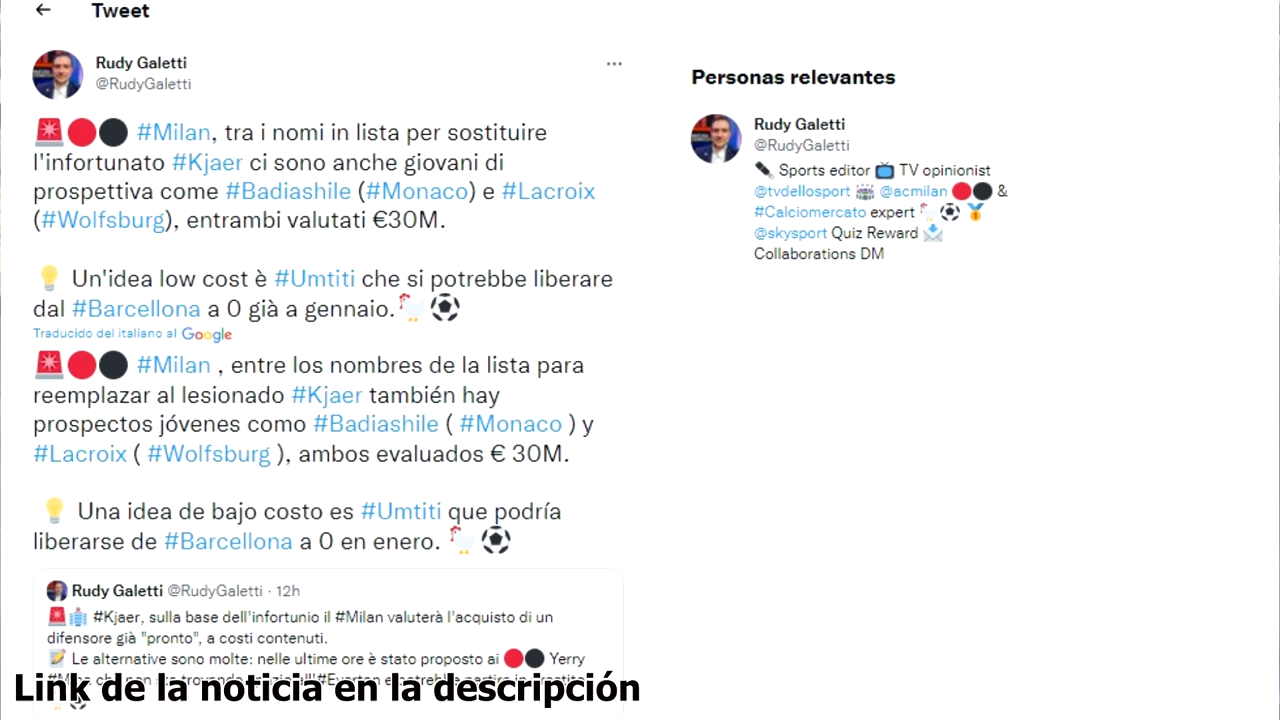 Tweet
Rudy Galetti
@RudyGaletti
#Milan, tra i nomi in lista per sostituire
l'infortunato #Kjaer ci sono anche giovani di
prospettiva come #Badiashile (#Monaco) e #Lacroix
(#Wolfsburg), entrambi valutati €30M.
Un'idea low cost è #Umtiti che si potrebbe liberare
dal #Barcellona a 0 già a gennaio.
Traducido del italiano al Google
#Milan , entre los nombres de la lista para
reemplazar al lesionado #Kjaer también hay
prospectos jóvenes como #Badiashile ( #Monaco ) y
#Lacroix ( #Wolfsburg ), ambos evaluados € 30M.
Una idea de bajo costo es #Umtiti que podría
liberarse de #Barcellona a 0 en enero.
Rudy Galetti @RudyGaletti · 12h
#Kjaer, sulla base dell'infortunio il #Milan valuterà l'acquisto di un
difensore già "pronto", a costi contenuti.
Le alternative sono molte: nelle ultime ore è stato proposto ai Yerry
Link de la noticia en la descripción
Personas relevantes
Rudy Galetti
@RudyGaletti
Sports editor TV opinionist
@tvdellosport @acmilan &
#Calciomercato expert
@skysport Quiz Reward
Collaborations DM